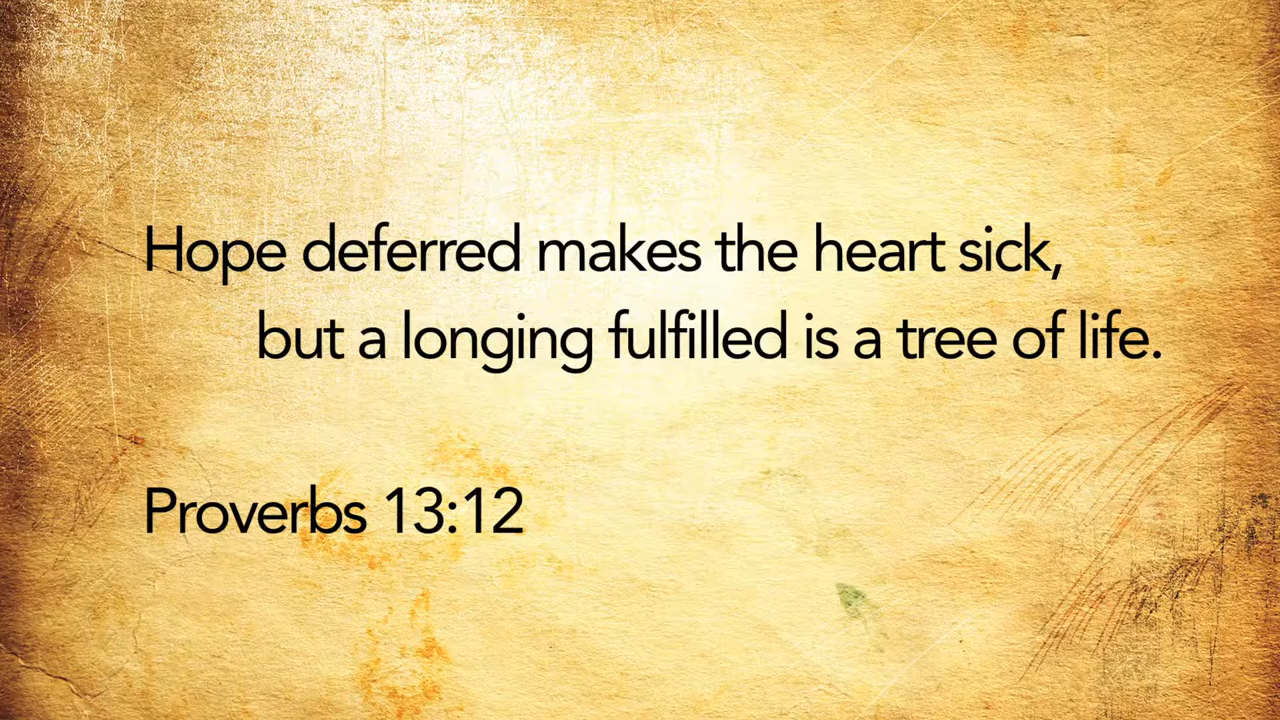 Hope deferred makes the heart sick,
but a longing fulfilled is a tree of life.
Proverbs 13:12